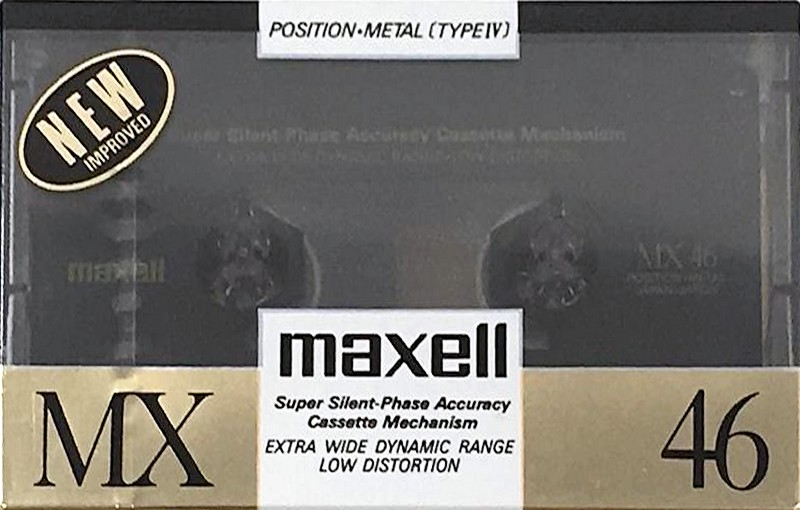 POSITION•METAL (TYPE IV)
NEW
IMPROVED
Super Silent Phase Accuracy Cassette Mechanism
maxell
MX 46
maxell
Super Silent-Phase Accuracy
Cassette Mechanism
EXTRA WIDE DYNAMIC RANGE
LOW DISTORTION
MX
46